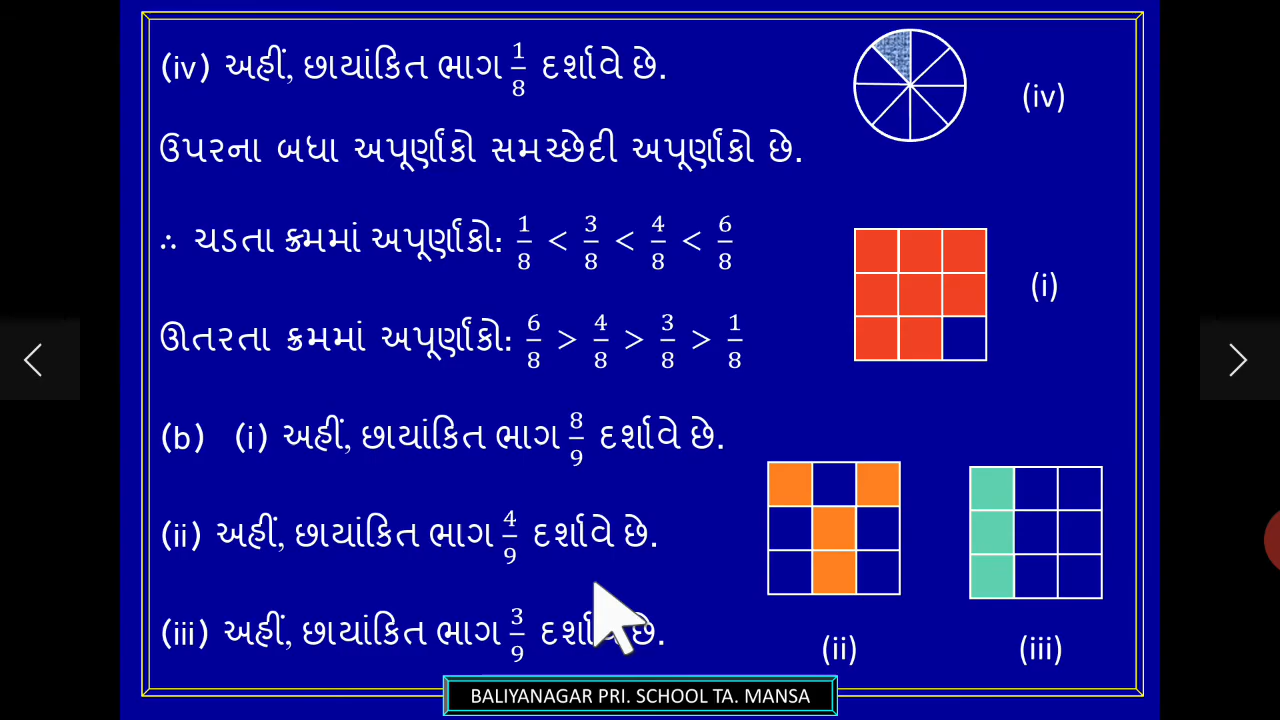 (iv) અહીં, છાયાંકિત ભાગ 1/8 દર્શાવે છે.
(iv)
ઉપરના બધા અપૂર્ણાંકો સમચ્છેદી અપૂર્ણાંકો છે.
∴ ચડતા ક્રમમાં અપૂર્ણાંકો: 1/8 < 3/8 < 4/8 < 6/8
(i)
ઊતરતા ક્રમમાં અપૂર્ણાંકો: 6/8 > 4/8 > 3/8 > 1/8
(b) (i) અહીં, છાયાંકિત ભાગ 8/9 દર્શાવે છે.
(ii) અહીં, છાયાંકિત ભાગ 4/9 દર્શાવે છે.
(iii) અહીં, છાયાંકિત ભાગ 3/9 દર્શાવે છે.
(ii)
(iii)
BALIYANAGAR PRI. SCHOOL TA. MANSA